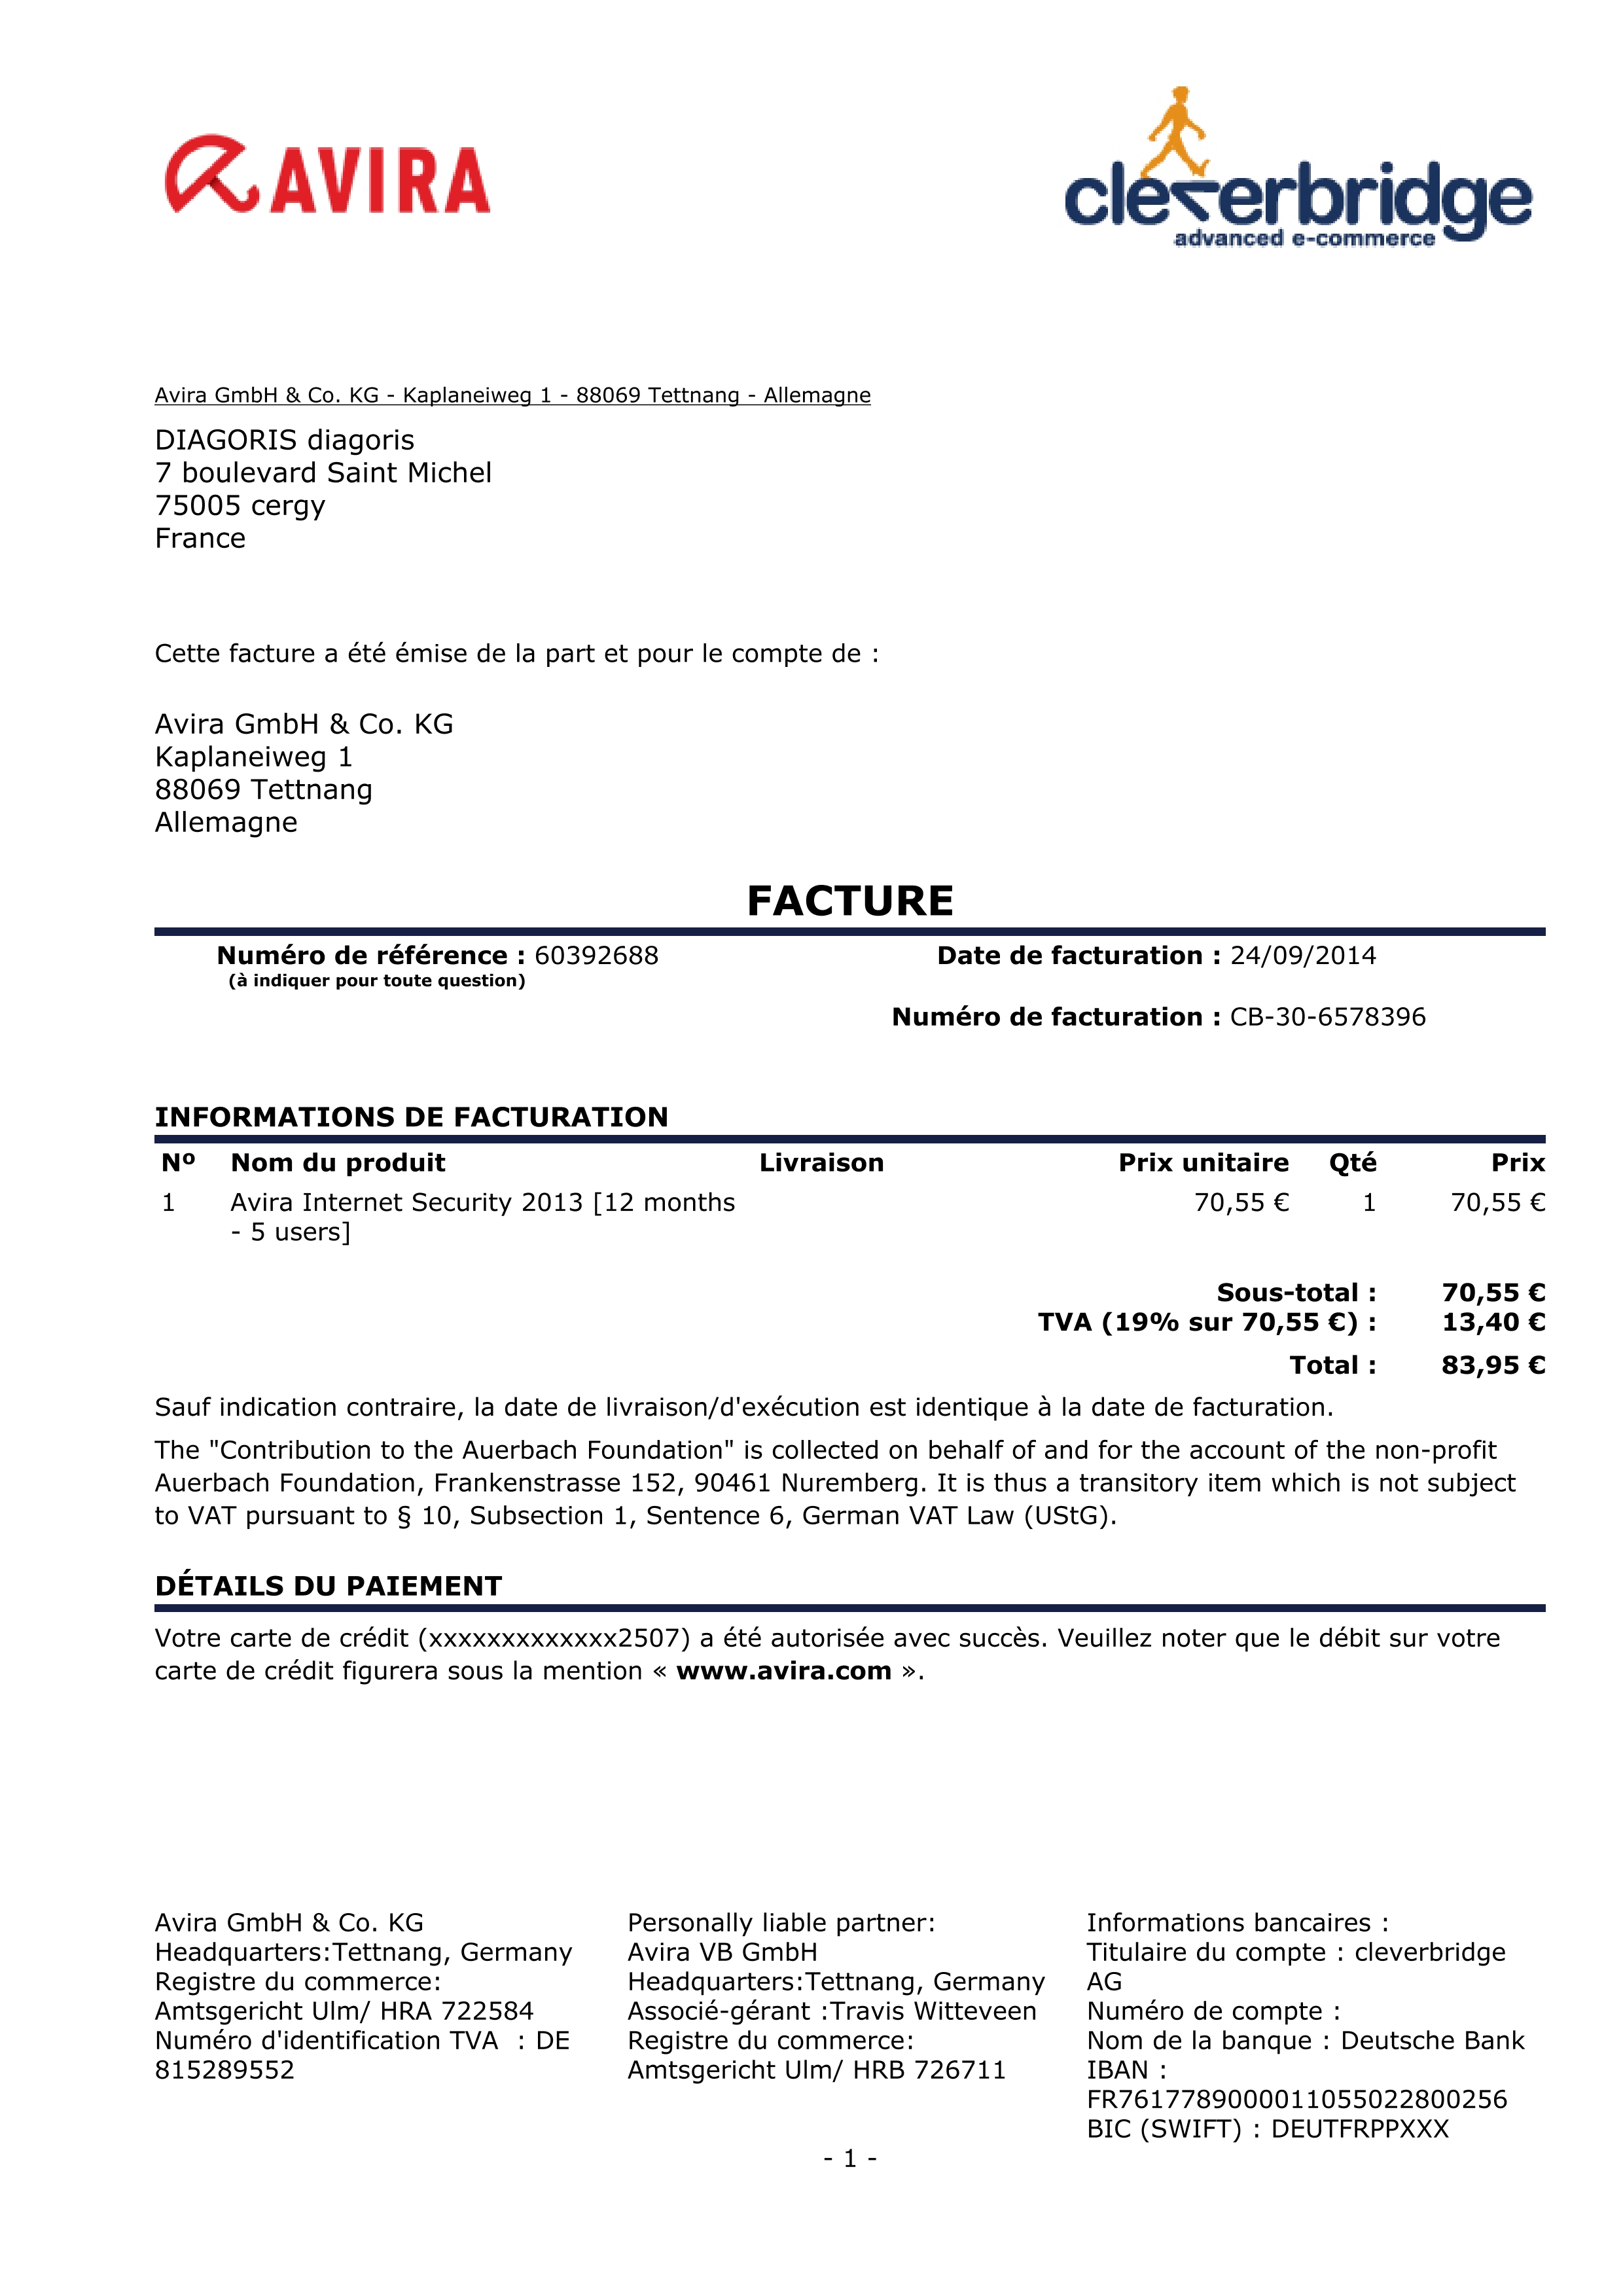 AVIRA
cleverbridge
advanced e-commerce
Avira GmbH & Co. KG - Kaplaneiweg 1 - 88069 Tettnang - Allemagne
DIAGORIS diagoris
7 boulevard Saint Michel
75005 cergy
France
Cette facture a été émise de la part et pour le compte de :
Avira GmbH & Co. KG
Kaplaneiweg 1
88069 Tettnang
Allemagne
FACTURE
Numéro de référence : 60392688 Date de facturation : 24/09/2014
(à indiquer pour toute question)
Numéro de facturation : CB-30-6578396
INFORMATIONS DE FACTURATION
Nº Nom du produit Livraison Prix unitaire Qté Prix
1 Avira Internet Security 2013 [12 months 70,55 € 1 70,55 €
- 5 users]
Sous-total : 70,55 €
TVA (19% sur 70,55 €) : 13,40 €
Total : 83,95 €
Sauf indication contraire, la date de livraison/d'exécution est identique à la date de facturation.
The "Contribution to the Auerbach Foundation" is collected on behalf of and for the account of the non-profit
Auerbach Foundation, Frankenstrasse 152, 90461 Nuremberg. It is thus a transitory item which is not subject
to VAT pursuant to § 10, Subsection 1, Sentence 6, German VAT Law (UStG).
DÉTAILS DU PAIEMENT
Votre carte de crédit (xxxxxxxxxxxxx2507) a été autorisée avec succès. Veuillez noter que le débit sur votre
carte de crédit figurera sous la mention « www.avira.com ».
Avira GmbH & Co. KG
Headquarters:Tettnang, Germany
Registre du commerce:
Amtsgericht Ulm/ HRA 722584
Numéro d'identification TVA : DE
815289552
Personally liable partner:
Avira VB GmbH
Headquarters:Tettnang, Germany
Associé-gérant :Travis Witteveen
Registre du commerce:
Amtsgericht Ulm/ HRB 726711
Informations bancaires :
Titulaire du compte : cleverbridge
AG
Numéro de compte :
Nom de la banque : Deutsche Bank
IBAN :
FR7617789000011055022800256
BIC (SWIFT) : DEUTFRPPXXX
- 1 -